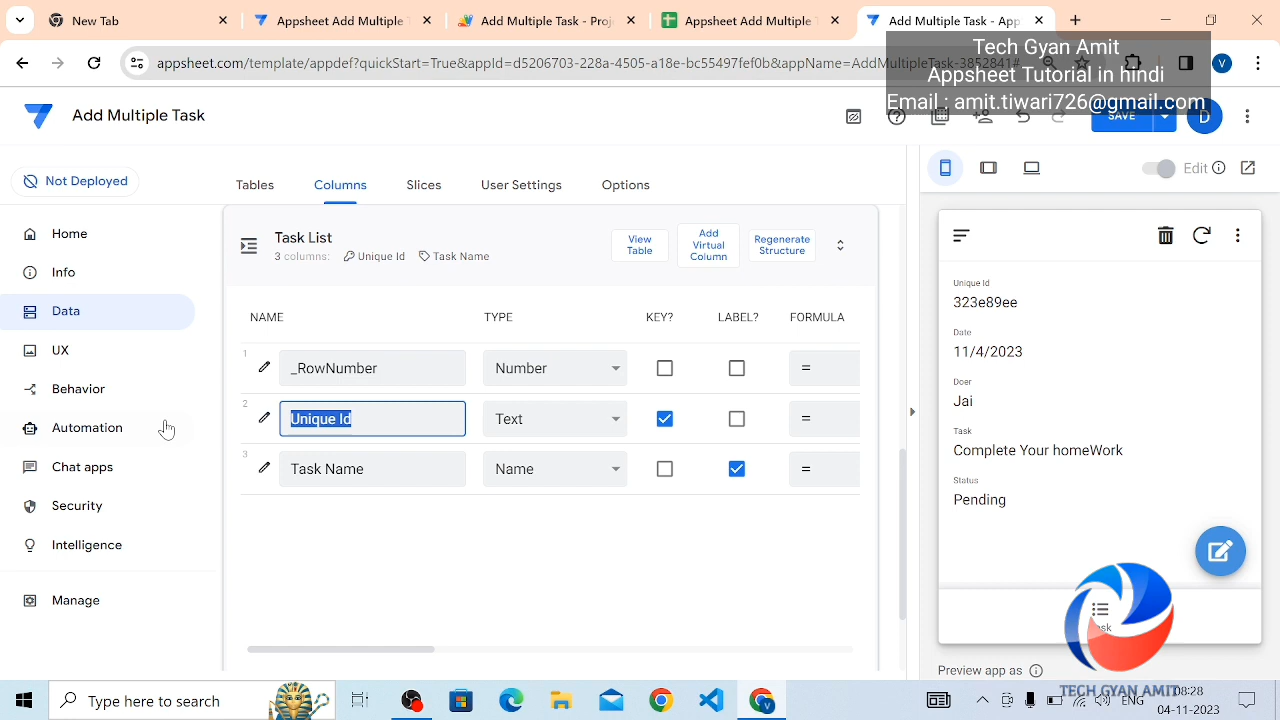 New Tab
Appsheet Multiple Task -
Add Multiple Task - Proj
Appsheet Add Multiple
Add Multiple Task - App
appsheet.com/template/appdef?quickStart=True&appId=d5206703-228a-4505-a18e-bc55497fef0b&appName=AddMultipleTask-3852841#
V
Tech Gyan Amit
Appsheet Tutorial in hindi
Email : amit.tiwari726@gmail.com
Add Multiple Task
SAVE
D
Not Deployed
Tables
Columns
Slices
User Settings
Options
Edit
Home
Info
Data
UX
Behavior
Automation
Chat apps
Security
Intelligence
Manage
Task List
3 columns:
Unique Id
Task Name
View Table
Add Virtual Column
Regenerate Structure
NAME
TYPE
KEY?
LABEL?
FORMULA
1
_RowNumber
Number
=
2
Unique Id
Text
=
3
Task Name
Name
=
Unique Id
323e89ee
Date
11/4/2023
Doer
Jai
Task
Complete Your homeWork
Status
Pending
Preview app as
TECH GYAN AMIT
Type here to search
V
ENG
08:28
04-11-2023